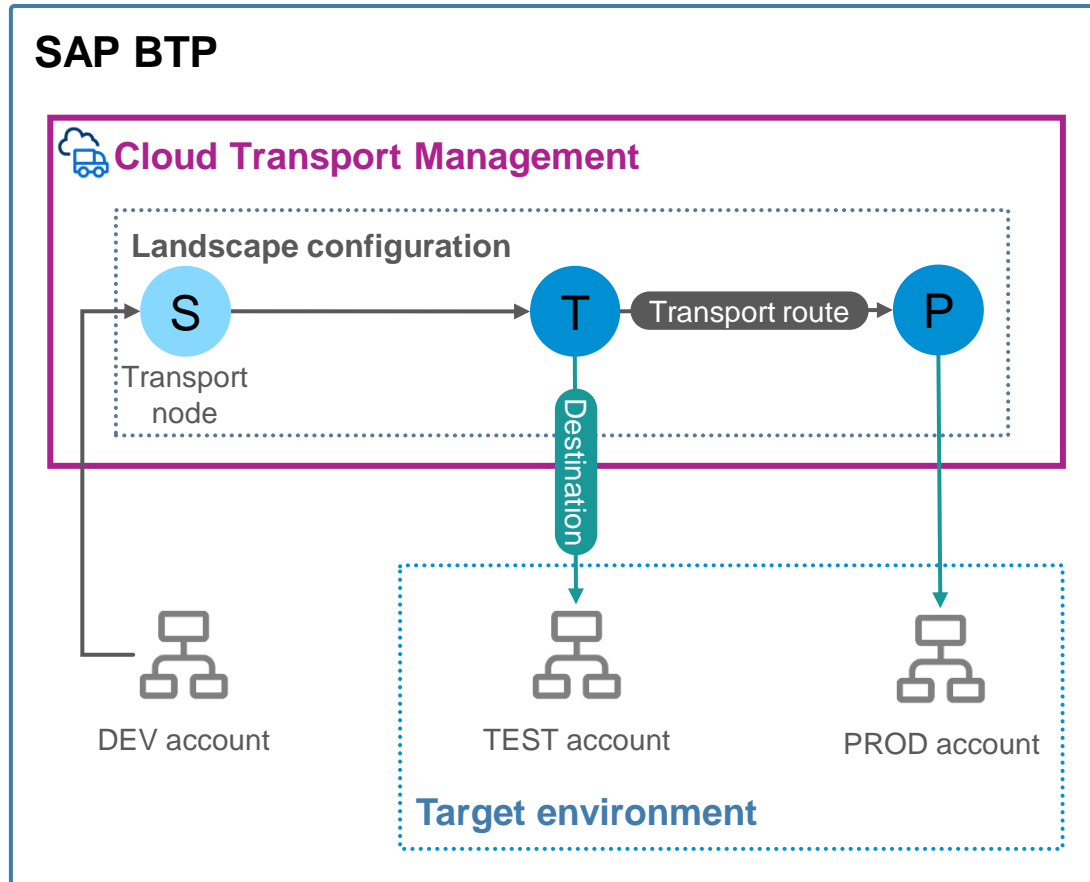 SAP BTP
Cloud Transport Management
Landscape configuration
S
T
Transport route
P
Transport
node
Destination
DEV account
TEST account
PROD account
Target environment